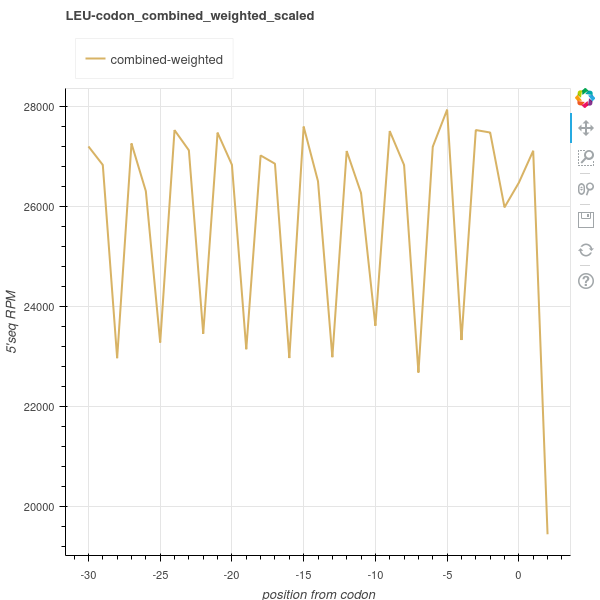 LEU-codon_combined_weighted_scaled
combined-weighted
28000
26000
24000
22000
20000
5'seq RPM
-30 -25 -20 -15 -10 -5 0
position from codon